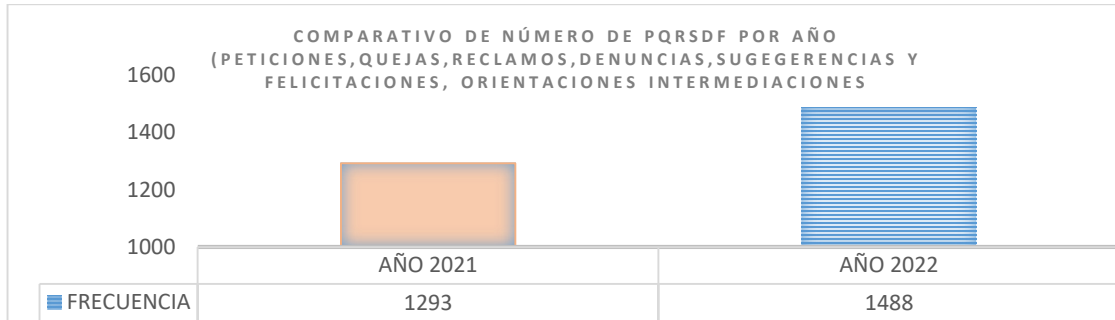 COMPARATIVO DE NÚMERO DE PQRSDF POR AÑO
(PETICIONES,QUEJAS,RECLAMOS,DENUNCIAS,SUGEGERENCIAS Y
FELICITACIONES, ORIENTACIONES INTERMEDIACIONES
1600
1400
1200
1000
AÑO 2021 AÑO 2022
FRECUENCIA 1293 1488